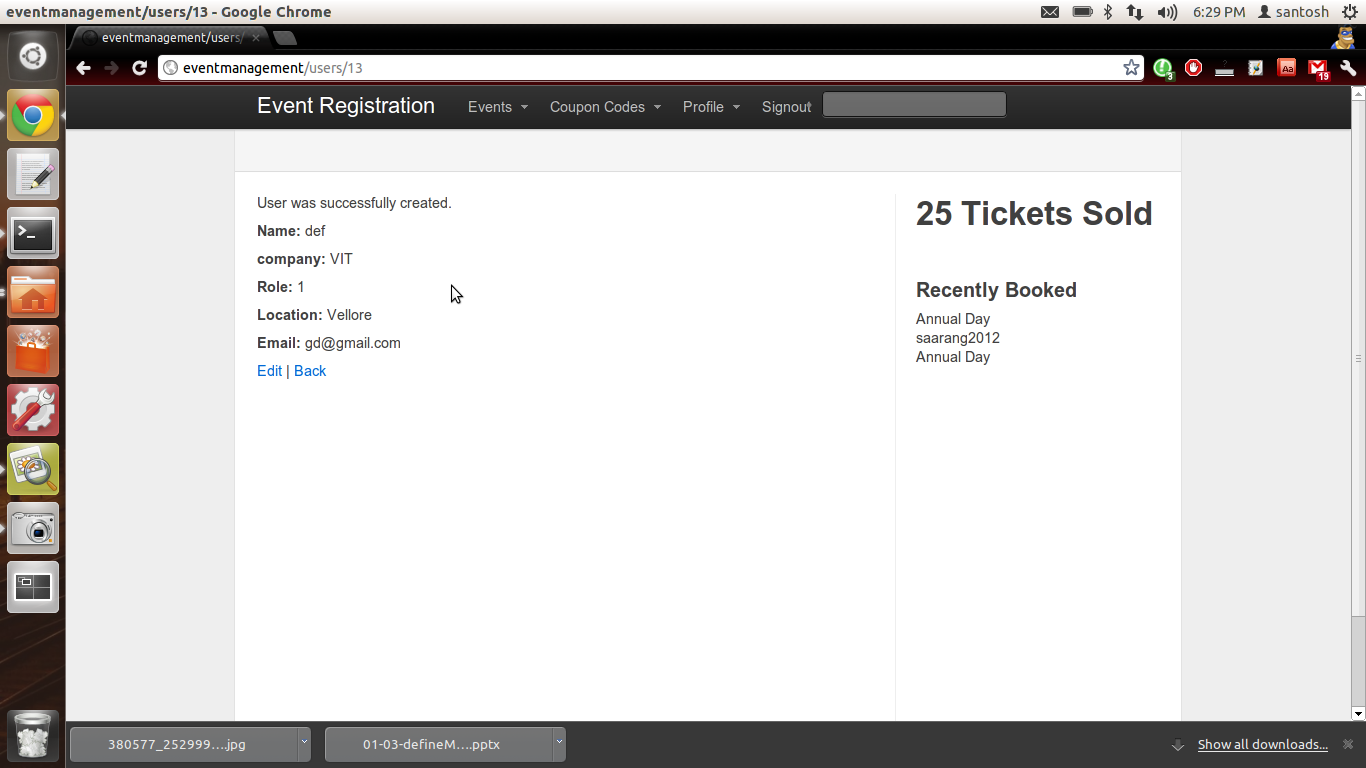 eventmanagement/users/13 - Google Chrome
6:29 PM santosh
eventmanagement/users/
eventmanagement/users/13
3
Aa
19
Event Registration Events Coupon Codes Profile Signout
User was successfully created.
Name: def
company: VIT
Role: 1
Location: Vellore
Email: gd@gmail.com
Edit | Back
25 Tickets Sold
Recently Booked
Annual Day
saarang2012
Annual Day
380577_252999....jpg
01-03-defineM....pptx
Show all downloads...